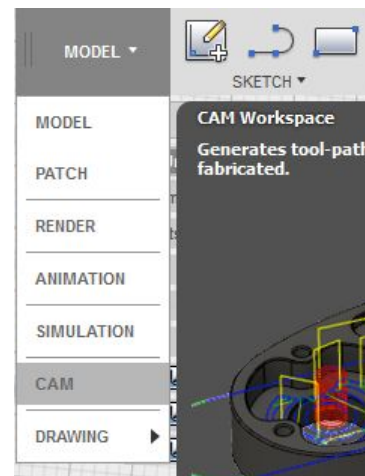 MODEL
SKETCH
MODEL
PATCH
RENDER
ANIMATION
SIMULATION
CAM
DRAWING
CAM Workspace
Generates tool-path
fabricated.